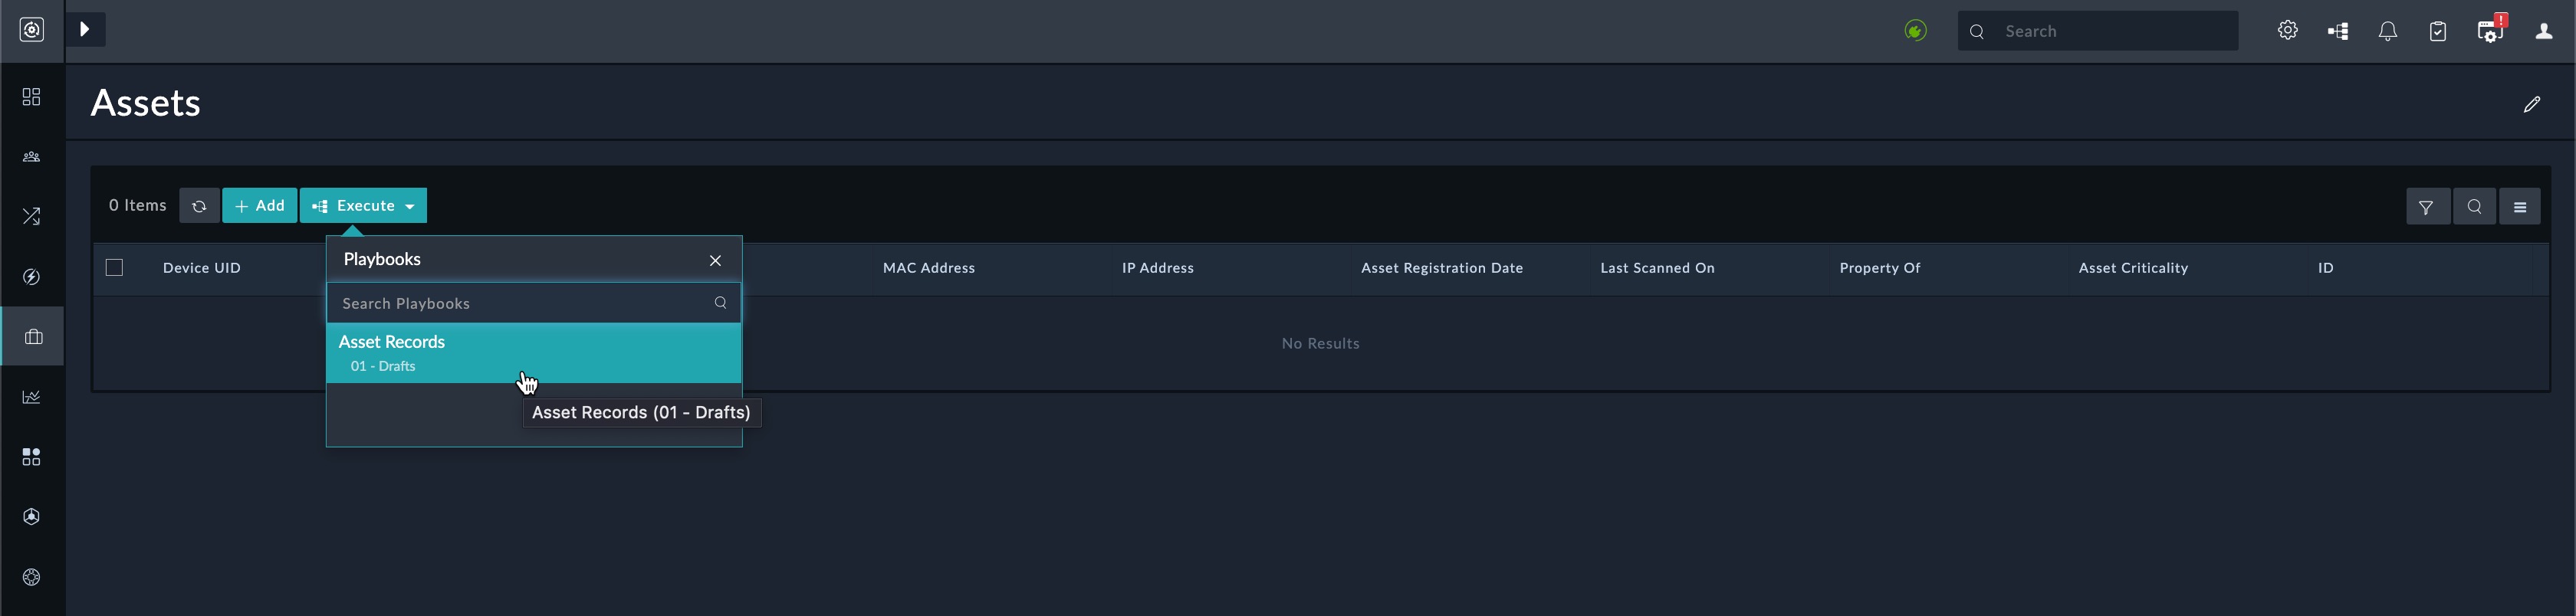 Search
!
Assets
0 Items
Add
Execute
Playbooks
Search Playbooks
Asset Records
01 - Drafts
Asset Records (01 - Drafts)
Device UID
MAC Address
IP Address
Asset Registration Date
Last Scanned On
Property Of
Asset Criticality
ID
No Results